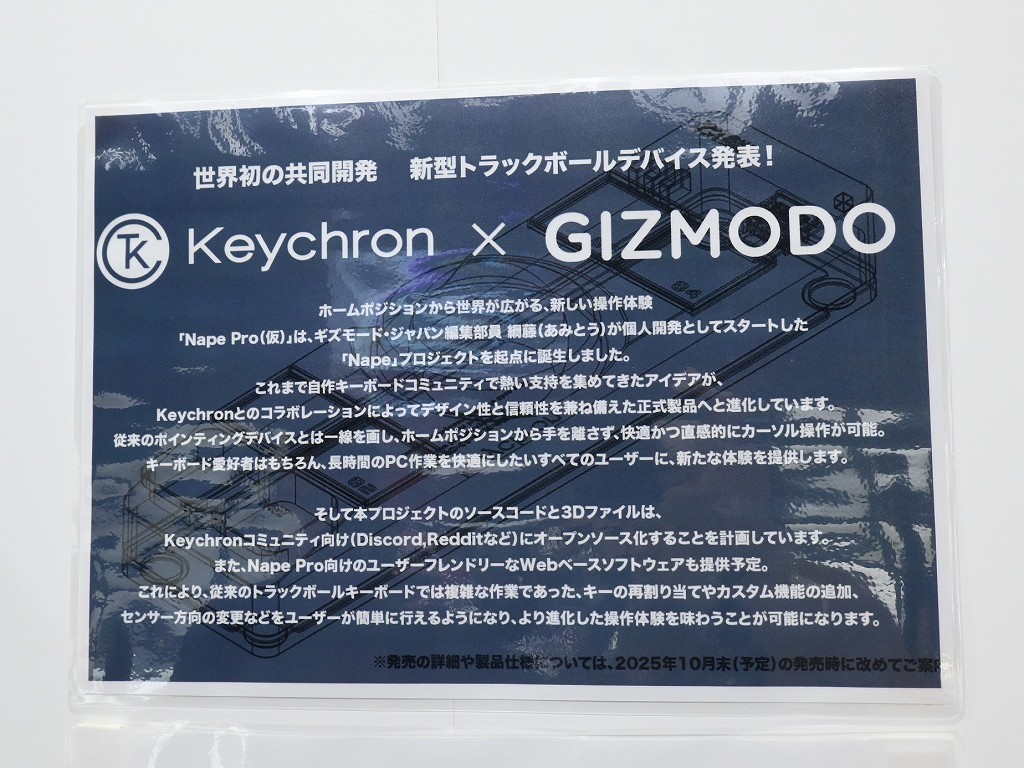 世界初の共同開発 新型トラックボールデバイス発表！
CTK Keychron × GIZMODO
ホームポジションから世界が広がる、新しい操作体験
「Nape Pro（仮）」は、ギズモード・ジャパン編集部員 綱藤（あみとう）が個人開発としてスタートした
「Nape」プロジェクトを起点に誕生しました。
これまで自作キーボードコミュニティで熱い支持を集めてきたアイデアが、
Keychronとのコラボレーションによってデザイン性と信頼性を兼ね備えた正式製品へと進化しています。
従来のポインティングデバイスとは一線を画し、ホームポジションから手を離さず、快適かつ直感的にカーソル操作が可能。
キーボード愛好者はもちろん、長時間のPC作業を快適にしたいすべてのユーザーに、新たな体験を提供します。
そして本プロジェクトのソースコードと3Dファイルは、
Keychronコミュニティ向け（Discord,Redditなど）にオープンソース化することを計画しています。
また、Nape Pro向けのユーザーフレンドリーなWebベースソフトウェアも提供予定。
これにより、従来のトラックボールキーボードでは複雑な作業であった、キーの再割り当てやカスタム機能の追加、
センサー方向の変更などをユーザーが簡単に行えるようになり、より進化した操作体験を味わうことが可能になります。
※発売の詳細や製品仕様については、2025年10月末（予定）の発売時に改めてご案